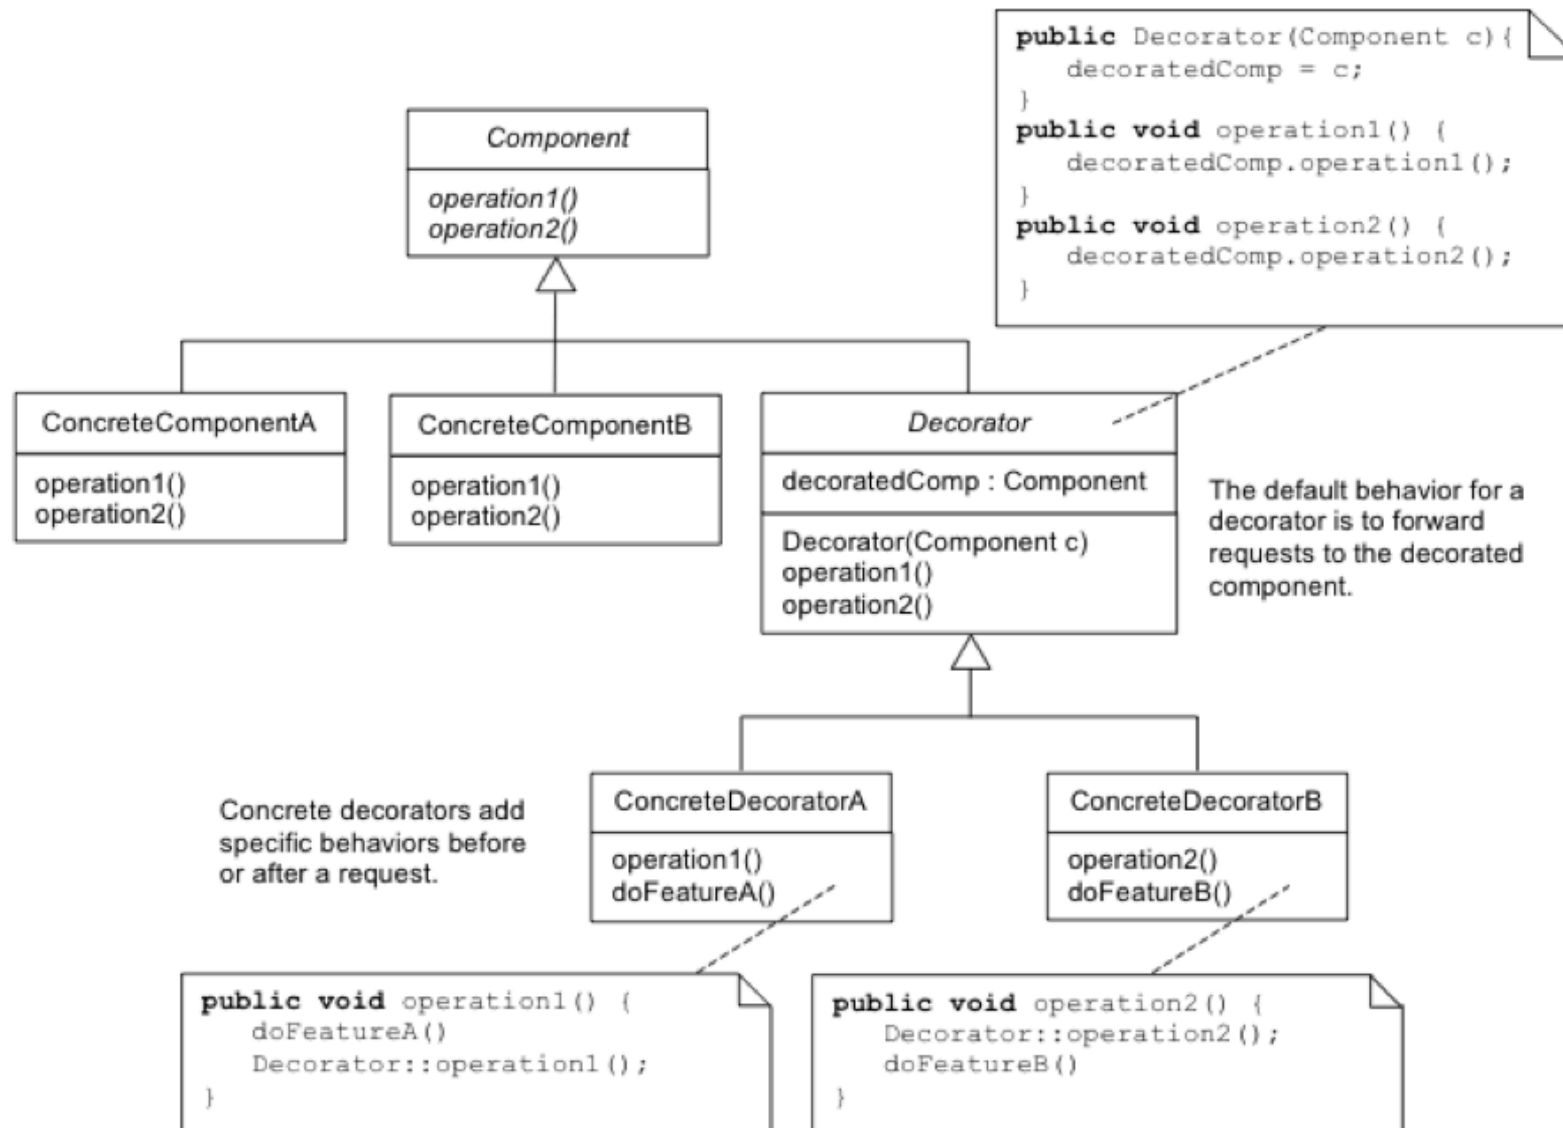 public Decorator(Component c){
decoratedComp = c;
}
public void operation1() {
decoratedComp.operation1();
}
public void operation2() {
decoratedComp.operation2();
}
Component
operation1()
operation2()
ConcreteComponentA
operation1()
operation2()
ConcreteComponentB
operation1()
operation2()
Decorator
decoratedComp : Component
Decorator(Component c)
operation1()
operation2()
The default behavior for a
decorator is to forward
requests to the decorated
component.
Concrete decorators add
specific behaviors before
or after a request.
ConcreteDecoratorA
operation1()
doFeatureA()
ConcreteDecoratorB
operation2()
doFeatureB()
public void operation1() {
doFeatureA()
Decorator::operation1();
}
public void operation2() {
Decorator::operation2();
doFeatureB()
}